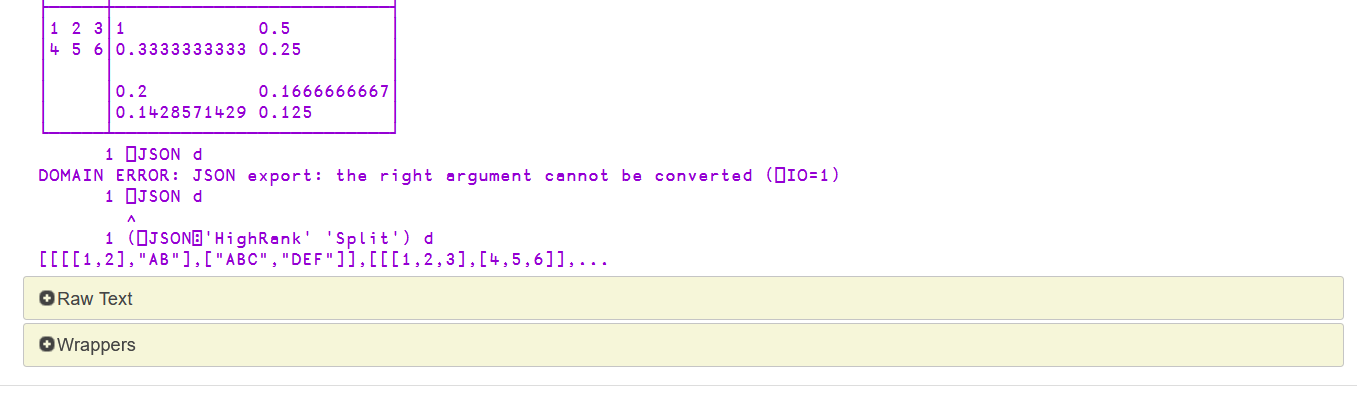 1 2 3 1 0.5
4 5 6 0.3333333333 0.25
0.2 0.1666666667
0.1428571429 0.125
1 ⎕JSON d
DOMAIN ERROR: JSON export: the right argument cannot be converted (⎕IO=1)
1 ⎕JSON d
^
1 (⎕JSON⍠'HighRank' 'Split') d
[[[[1,2],"AB"],["ABC","DEF"]],[[[1,2,3],[4,5,6]],...
Raw Text
Wrappers